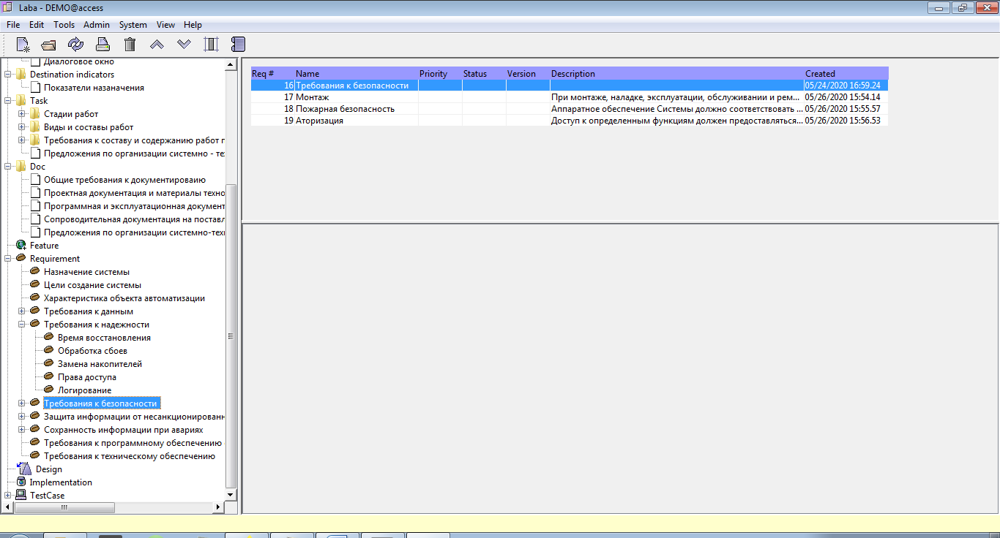 Laba - DEMO@access
File Edit Tools Admin System View Help
Диалоговое окно
Destination indicators
Показатели назаначения
Task
Стадии работ
Виды и составы работ
Требования к составу и содержанию работ п
Предложения по организации системно - те
Doc
Общие требования к документироваию
Проектная документация и материалы техно
Программная и эксплуатационная документ
Сопроводительная документация на постав
Предложения по организации системно-тех
Feature
Requirement
Назначение системы
Цели создание системы
Характеристика объекта автоматизации
Требования к данным
Требования к надежности
Время восстановления
Обработка сбоев
Замена накопителей
Права доступа
Логирование
Требования к безопасности
Защита информации от несанкционированн
Сохранность информации при авариях
Требования к программному обеспечению
Требования к техническому обеспечению
Design
Implementation
TestCase
Req # Name Priority Status Version Description Created
16 Требования к безопасности 05/24/2020 16:59.24
17 Монтаж При монтаже, наладке, эксплуатации, обслуживании и рем... 05/26/2020 15:54.14
18 Пожарная безопасность Аппаратное обеспечение Системы должно соответствовать ... 05/26/2020 15:55.57
19 Аторизация Доступ к определенным функциям должен предоставляться... 05/26/2020 15:56.53